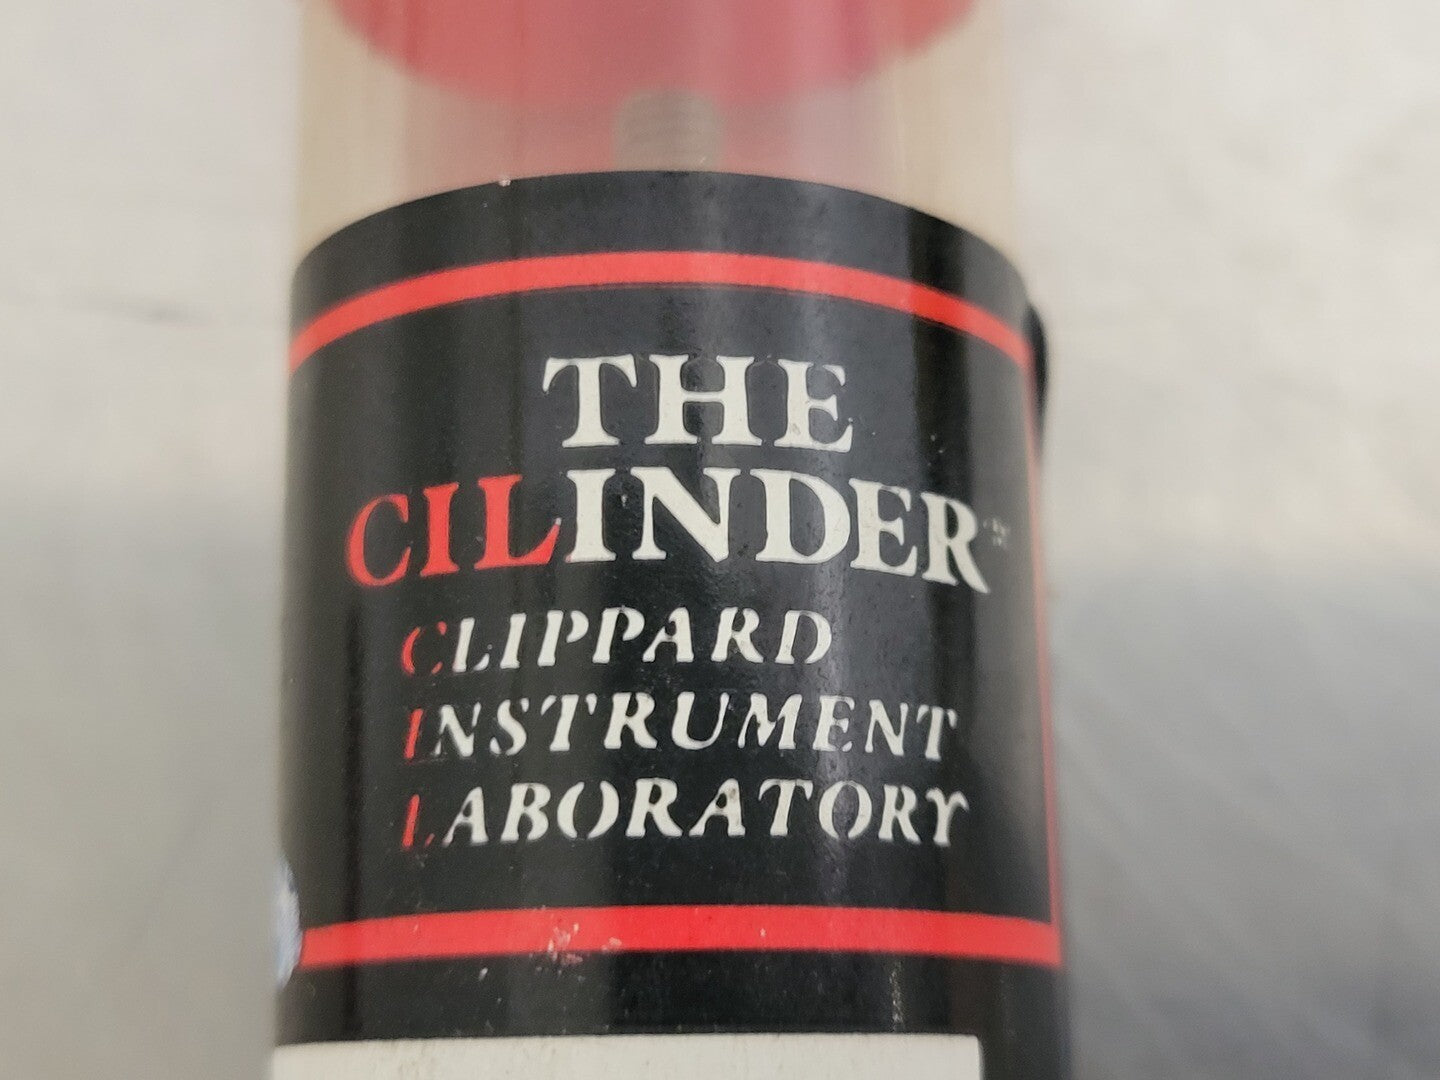 THE
CILINDER
CLIPPARD
INSTRUMENT
LABORATORY